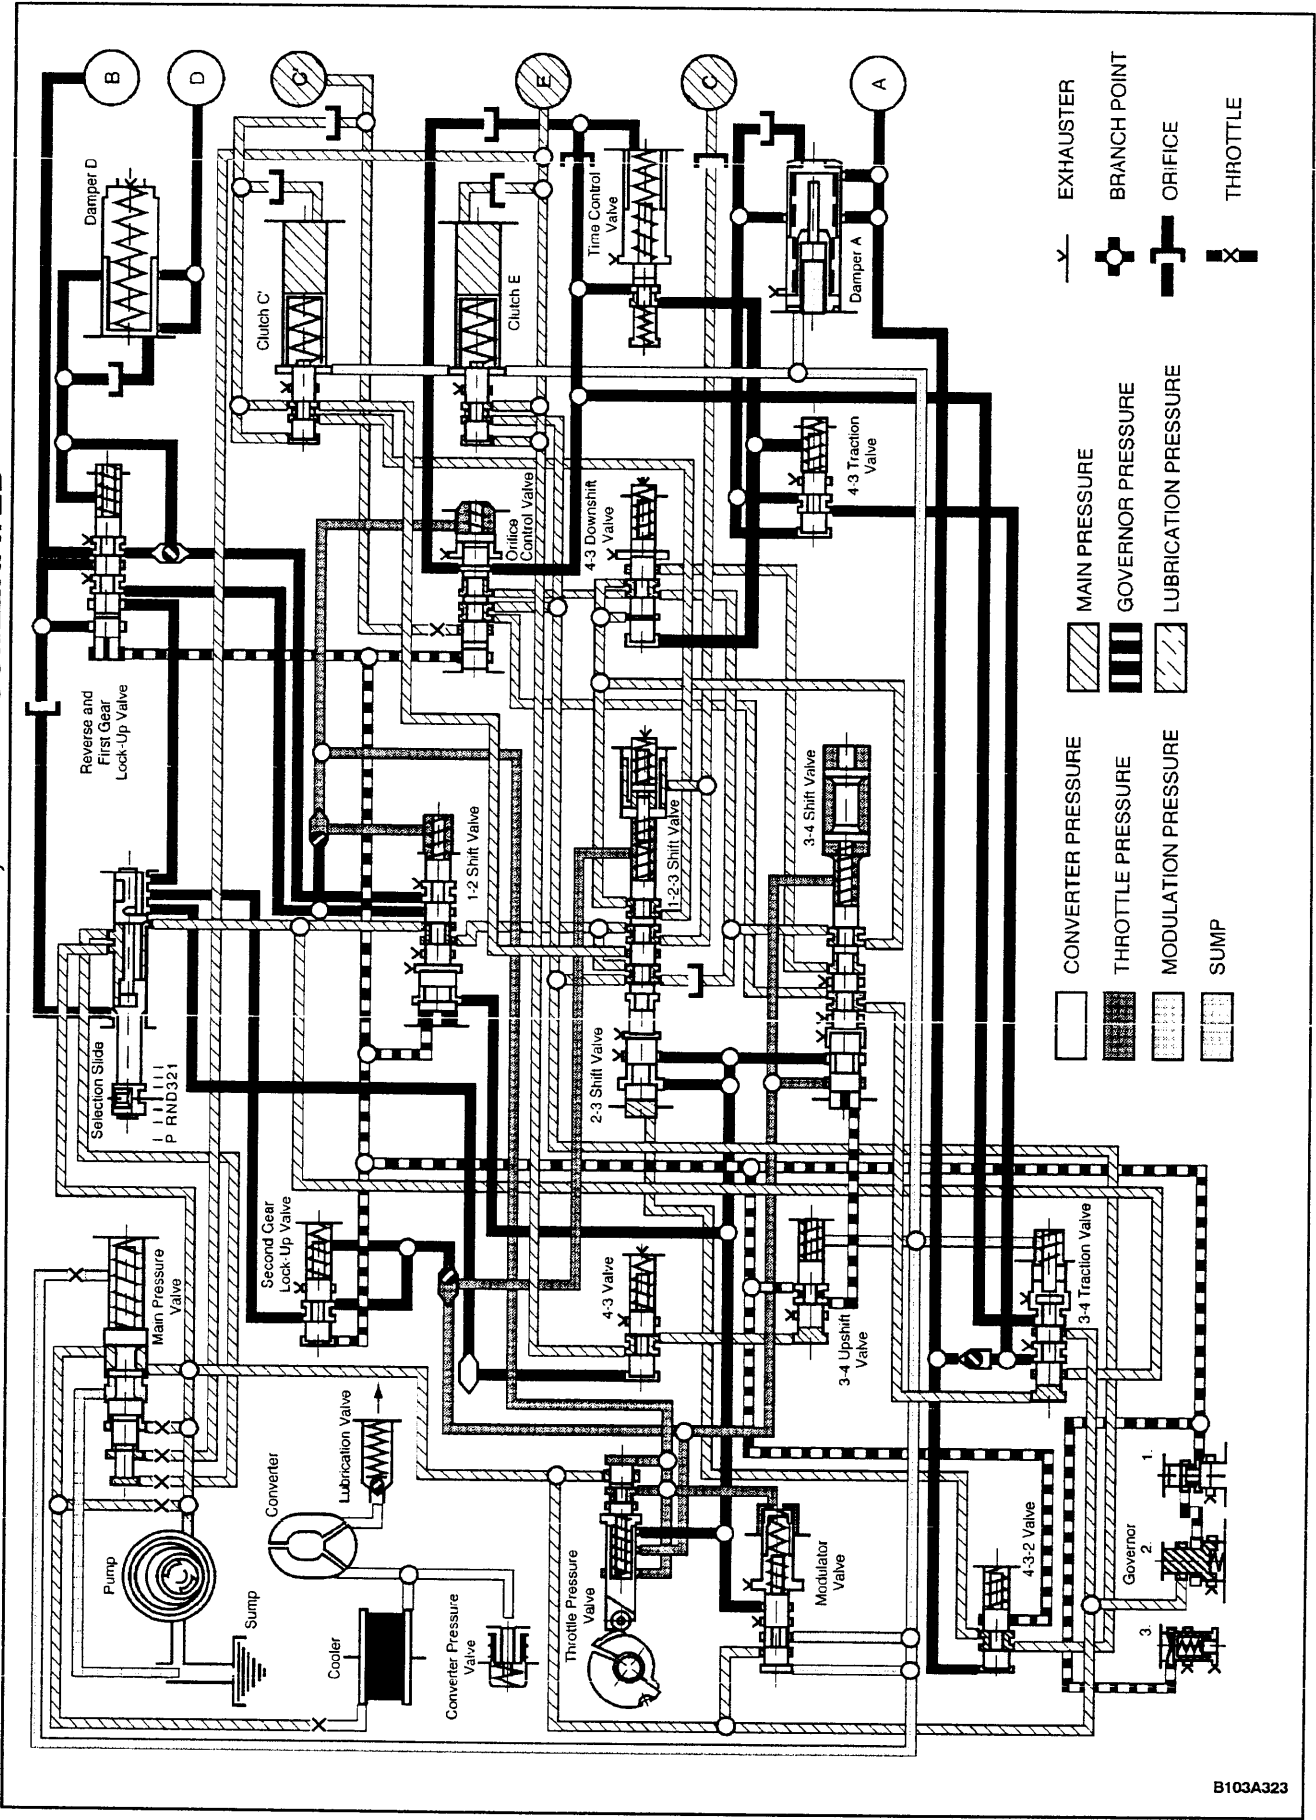 B
Damper D
D
C'
E
C
A
Reverse and
First Gear
Lock-Up Valve
Clutch C'
Clutch E
Time Control
Valve
Damper A
Orifice
Control Valve
4-3 Downshift
Valve
4-3 Traction
Valve
Selection Slide
P RND321
1-2 Shift Valve
1-2-3 Shift Valve
2-3 Shift Valve
3-4 Shift Valve
Main Pressure
Valve
Second Gear
Lock-Up Valve
4-3 Valve
3-4 Upshift
Valve
3-4 Traction Valve
Pump
Sump
Converter
Lubrication Valve
Cooler
Converter Pressure
Valve
Throttle Pressure
Valve
Modulator
Valve
4-3-2 Valve
Governor
1.
2.
3.
CONVERTER PRESSURE
THROTTLE PRESSURE
MODULATION PRESSURE
SUMP
MAIN PRESSURE
GOVERNOR PRESSURE
LUBRICATION PRESSURE
EXHAUSTER
BRANCH POINT
ORIFICE
THROTTLE
B103A323